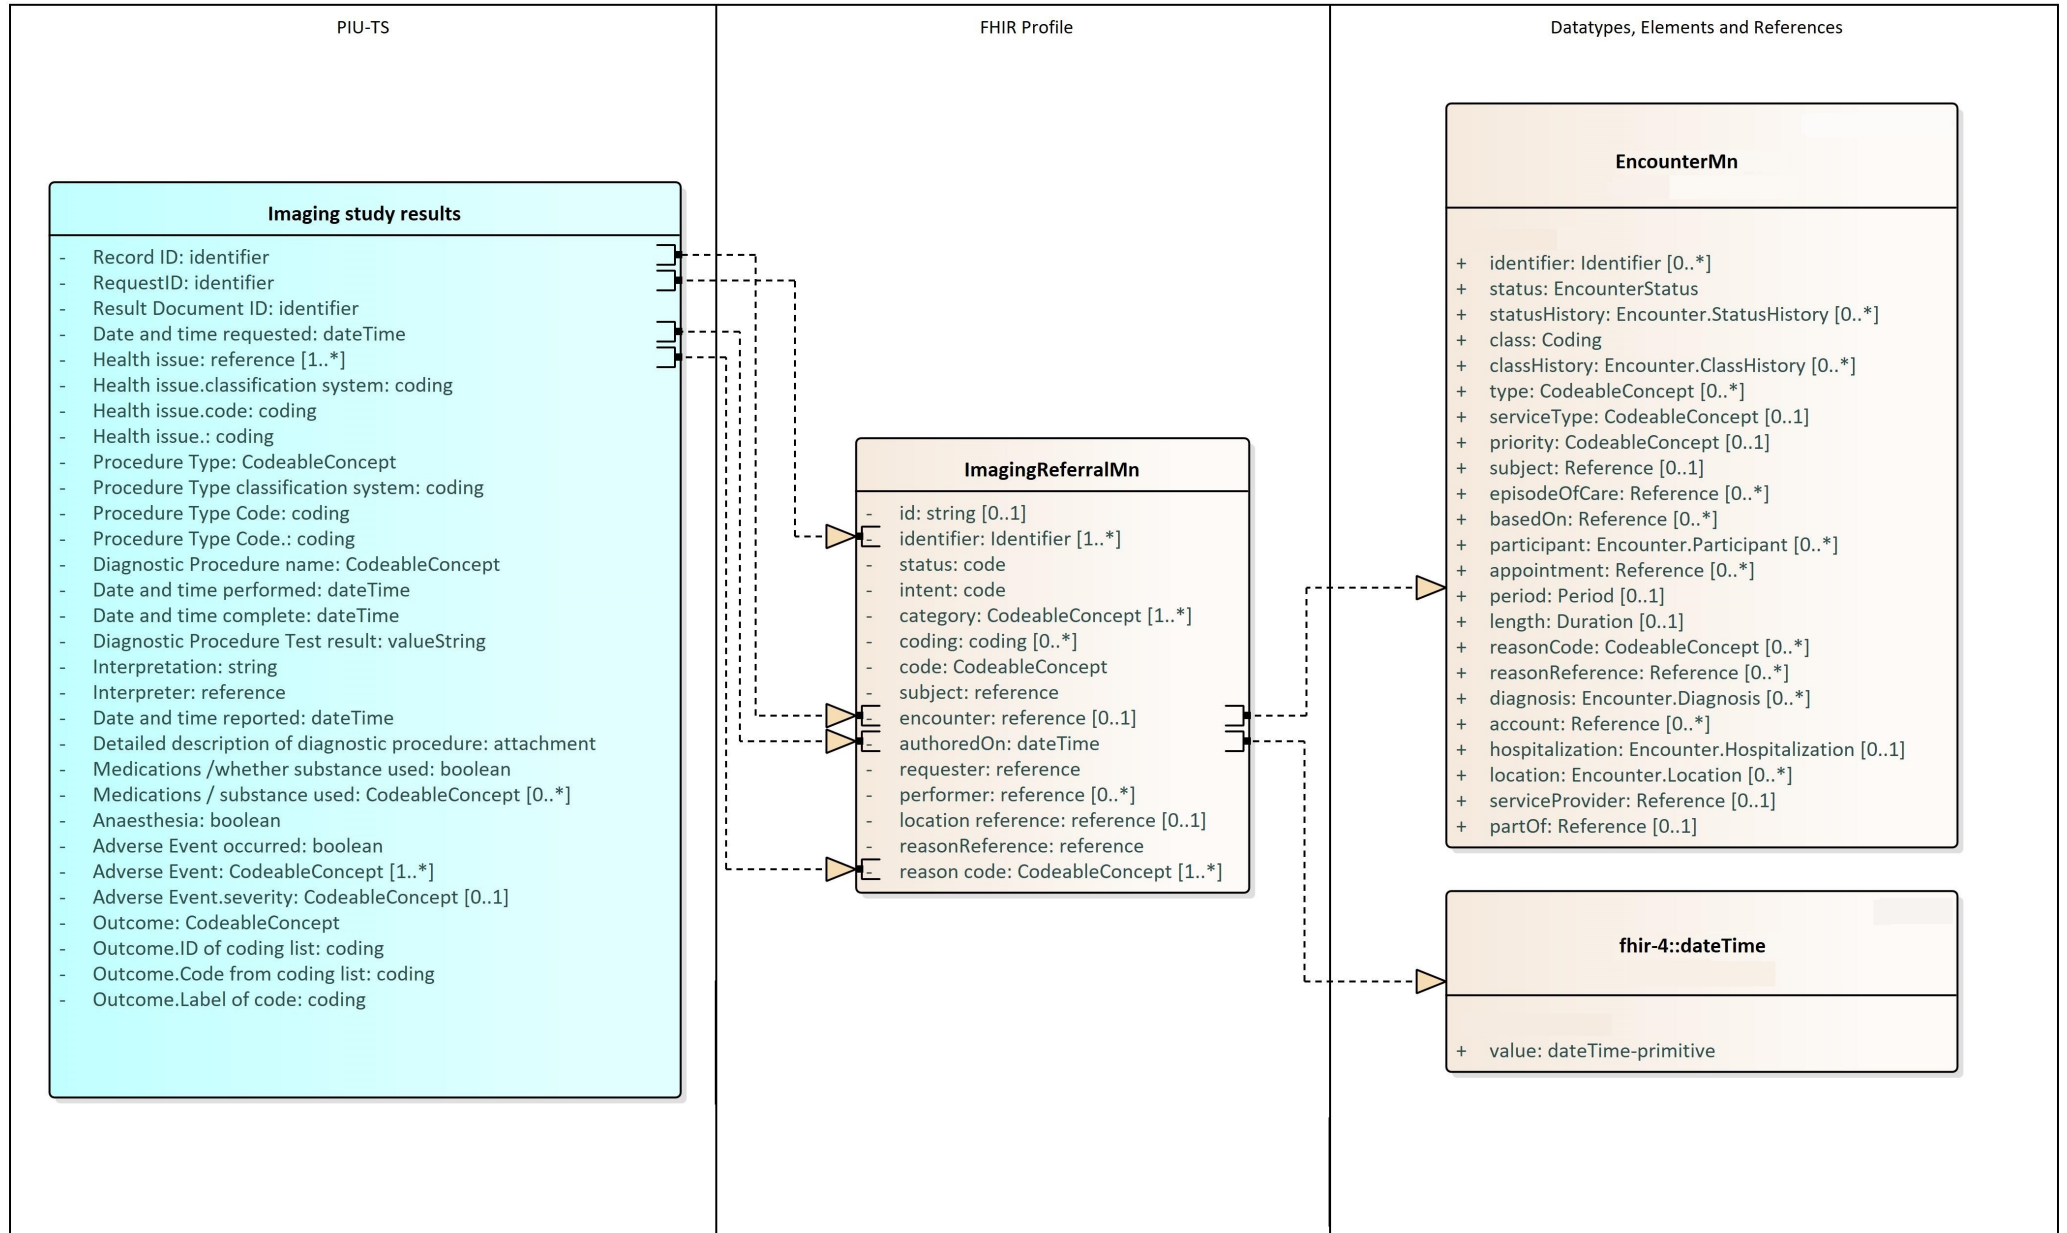 PIU-TS
FHIR Profile
Datatypes, Elements and References
Imaging study results
- Record ID: identifier
- RequestID: identifier
- Result Document ID: identifier
- Date and time requested: dateTime
- Health issue: reference [1..*]
- Health issue.classification system: coding
- Health issue.code: coding
- Health issue.: coding
- Procedure Type: CodeableConcept
- Procedure Type classification system: coding
- Procedure Type Code: coding
- Procedure Type Code.: coding
- Diagnostic Procedure name: CodeableConcept
- Date and time performed: dateTime
- Date and time complete: dateTime
- Diagnostic Procedure Test result: valueString
- Interpretation: string
- Interpreter: reference
- Date and time reported: dateTime
- Detailed description of diagnostic procedure: attachment
- Medications /whether substance used: boolean
- Medications / substance used: CodeableConcept [0..*]
- Anaesthesia: boolean
- Adverse Event occurred: boolean
- Adverse Event: CodeableConcept [1..*]
- Adverse Event.severity: CodeableConcept [0..1]
- Outcome: CodeableConcept
- Outcome.ID of coding list: coding
- Outcome.Code from coding list: coding
- Outcome.Label of code: coding
ImagingReferralMn
- id: string [0..1]
- identifier: Identifier [1..*]
- status: code
- intent: code
- category: CodeableConcept [1..*]
- coding: coding [0..*]
- code: CodeableConcept
- subject: reference
- encounter: reference [0..1]
- authoredOn: dateTime
- requester: reference
- performer: reference [0..*]
- location reference: reference [0..1]
- reasonReference: reference
- reason code: CodeableConcept [1..*]
EncounterMn
+ identifier: Identifier [0..*]
+ status: EncounterStatus
+ statusHistory: Encounter.StatusHistory [0..*]
+ class: Coding
+ classHistory: Encounter.ClassHistory [0..*]
+ type: CodeableConcept [0..*]
+ serviceType: CodeableConcept [0..1]
+ priority: CodeableConcept [0..1]
+ subject: Reference [0..1]
+ episodeOfCare: Reference [0..*]
+ basedOn: Reference [0..*]
+ participant: Encounter.Participant [0..*]
+ appointment: Reference [0..*]
+ period: Period [0..1]
+ length: Duration [0..1]
+ reasonCode: CodeableConcept [0..*]
+ reasonReference: Reference [0..*]
+ diagnosis: Encounter.Diagnosis [0..*]
+ account: Reference [0..*]
+ hospitalization: Encounter.Hospitalization [0..1]
+ location: Encounter.Location [0..*]
+ serviceProvider: Reference [0..1]
+ partOf: Reference [0..1]
fhir-4::dateTime
+ value: dateTime-primitive